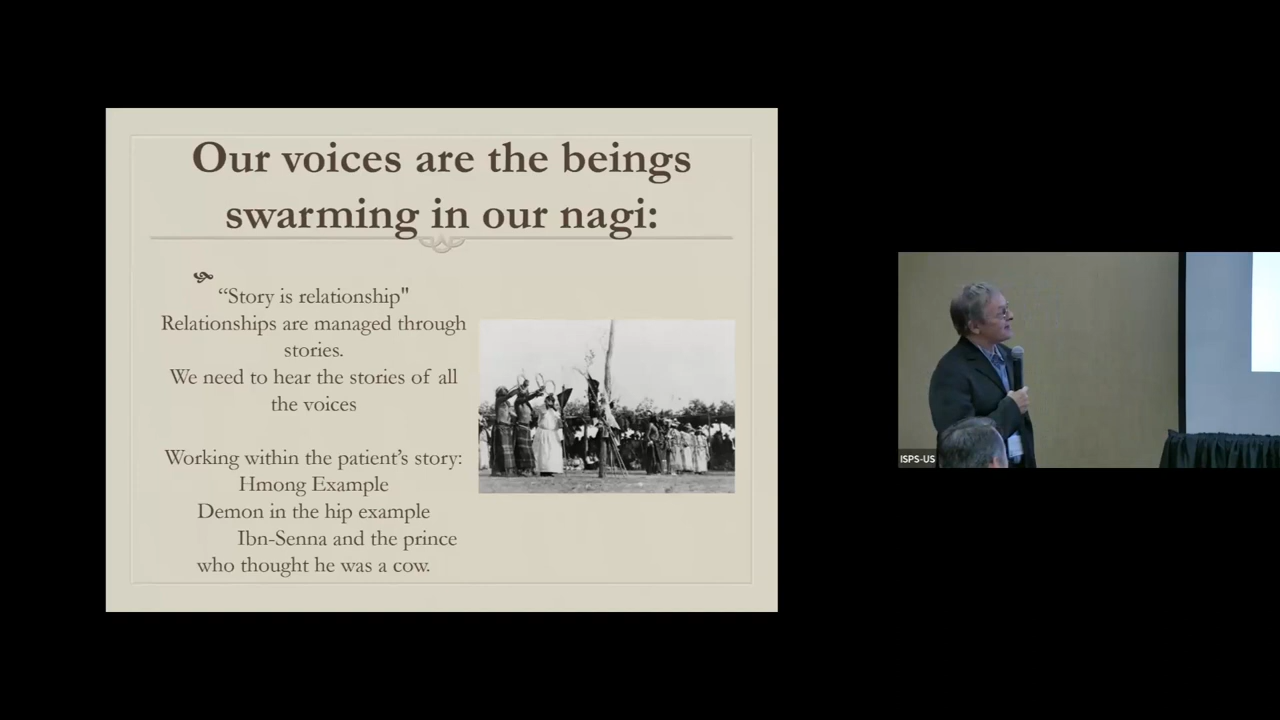 Our voices are the beings
swarming in our nagi:
“Story is relationship"
Relationships are managed through
stories.
We need to hear the stories of all
the voices
Working within the patient’s story:
Hmong Example
Demon in the hip example
Ibn-Senna and the prince
who thought he was a cow.
ISPS-US